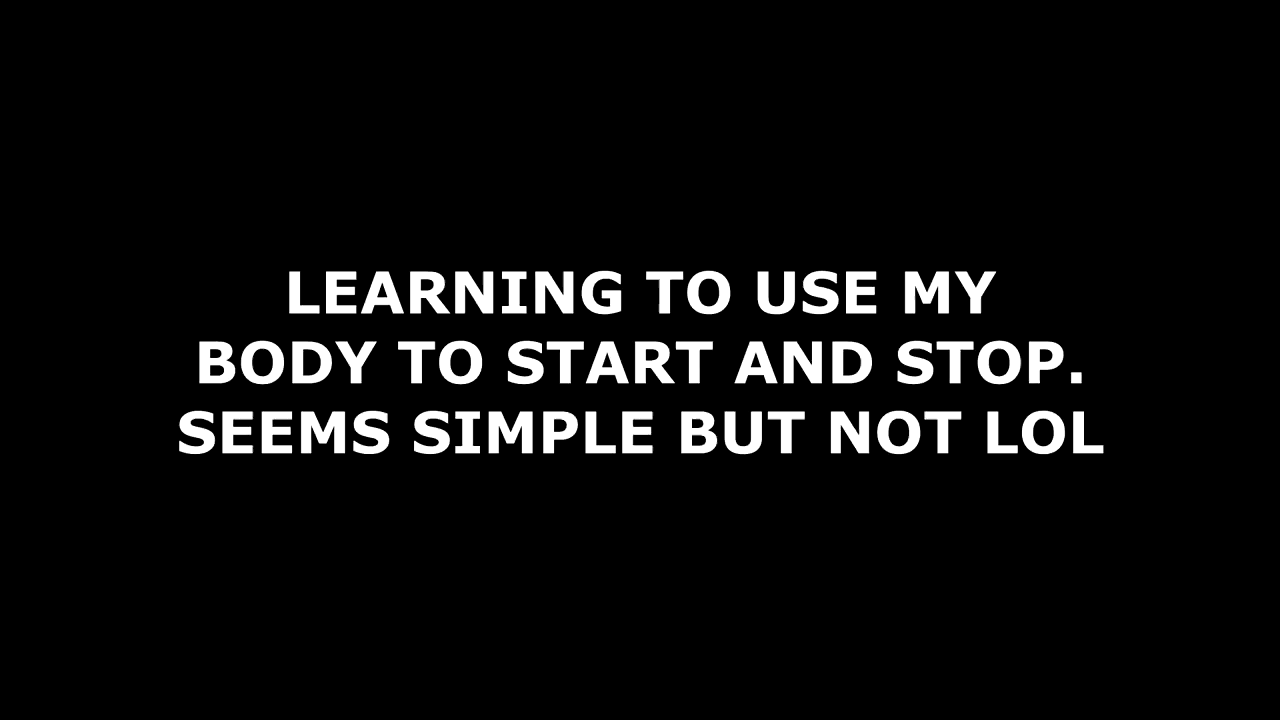 LEARNING TO USE MY
BODY TO START AND STOP.
SEEMS SIMPLE BUT NOT LOL